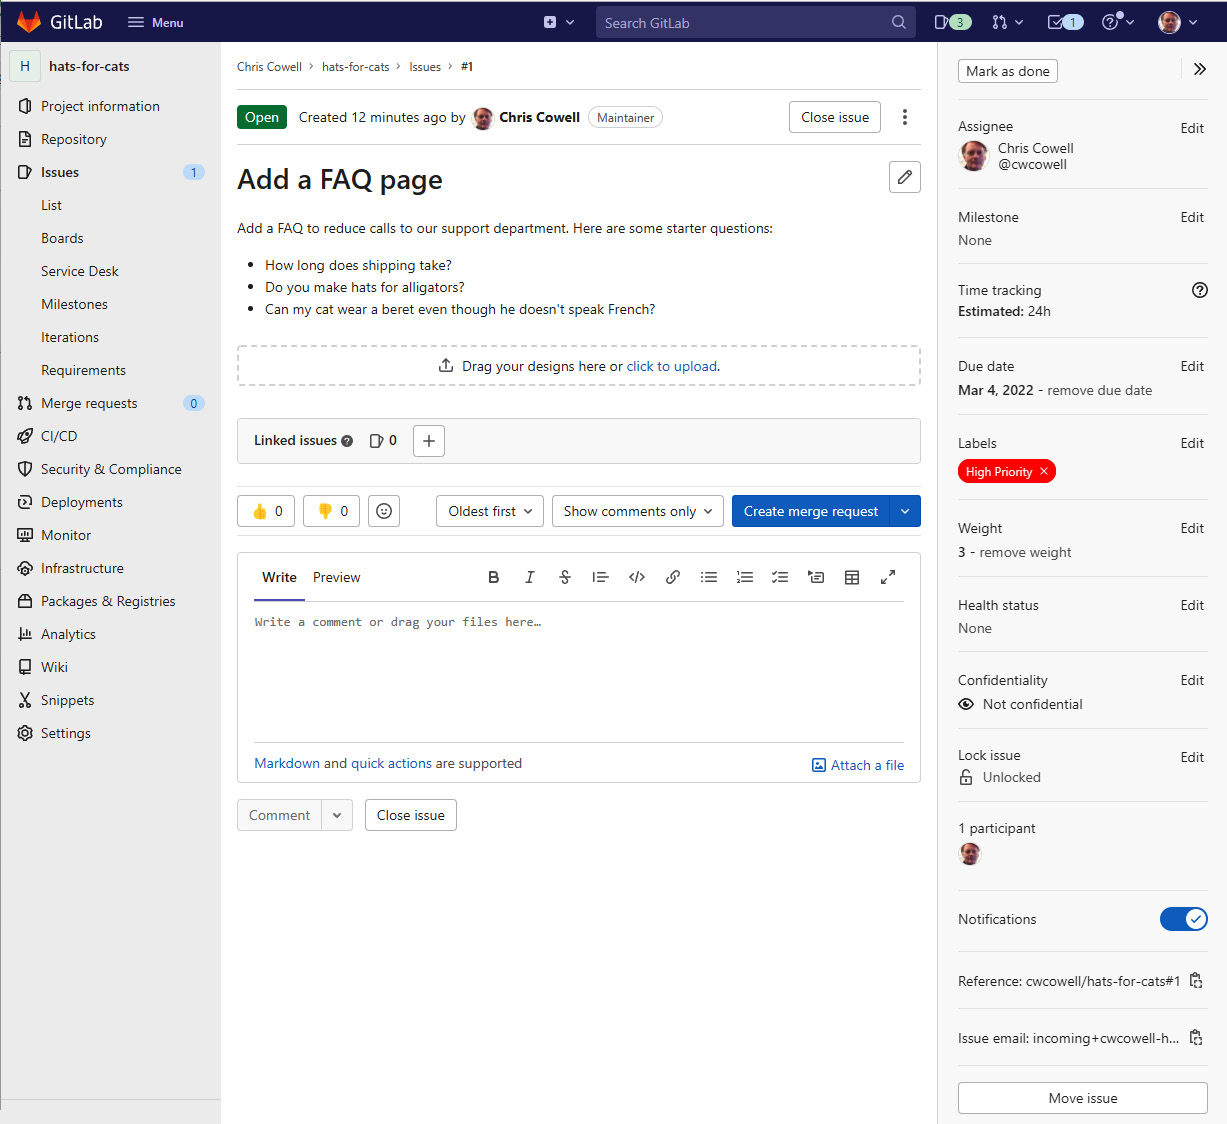 GitLab
Menu
Search GitLab
3
1
H hats-for-cats
Project information
Repository
Issues 1
List
Boards
Service Desk
Milestones
Iterations
Requirements
Merge requests 0
CI/CD
Security & Compliance
Deployments
Monitor
Infrastructure
Packages & Registries
Analytics
Wiki
Snippets
Settings
Chris Cowell › hats-for-cats › Issues › #1
Open Created 12 minutes ago by Chris Cowell Maintainer Close issue
Add a FAQ page
Add a FAQ to reduce calls to our support department. Here are some starter questions:
• How long does shipping take?
• Do you make hats for alligators?
• Can my cat wear a beret even though he doesn't speak French?
Drag your designs here or click to upload.
Linked issues 0
0 0 Oldest first Show comments only Create merge request
Write Preview
Write a comment or drag your files here…
Markdown and quick actions are supported Attach a file
Comment Close issue
Mark as done
Assignee Edit
Chris Cowell
@cwcowell
Milestone Edit
None
Time tracking
Estimated: 24h
Due date Edit
Mar 4, 2022 - remove due date
Labels Edit
High Priority ×
Weight Edit
3 - remove weight
Health status Edit
None
Confidentiality Edit
Not confidential
Lock issue Edit
Unlocked
1 participant
Notifications
Reference: cwcowell/hats-for-cats#1
Issue email: incoming+cwcowell-h...
Move issue